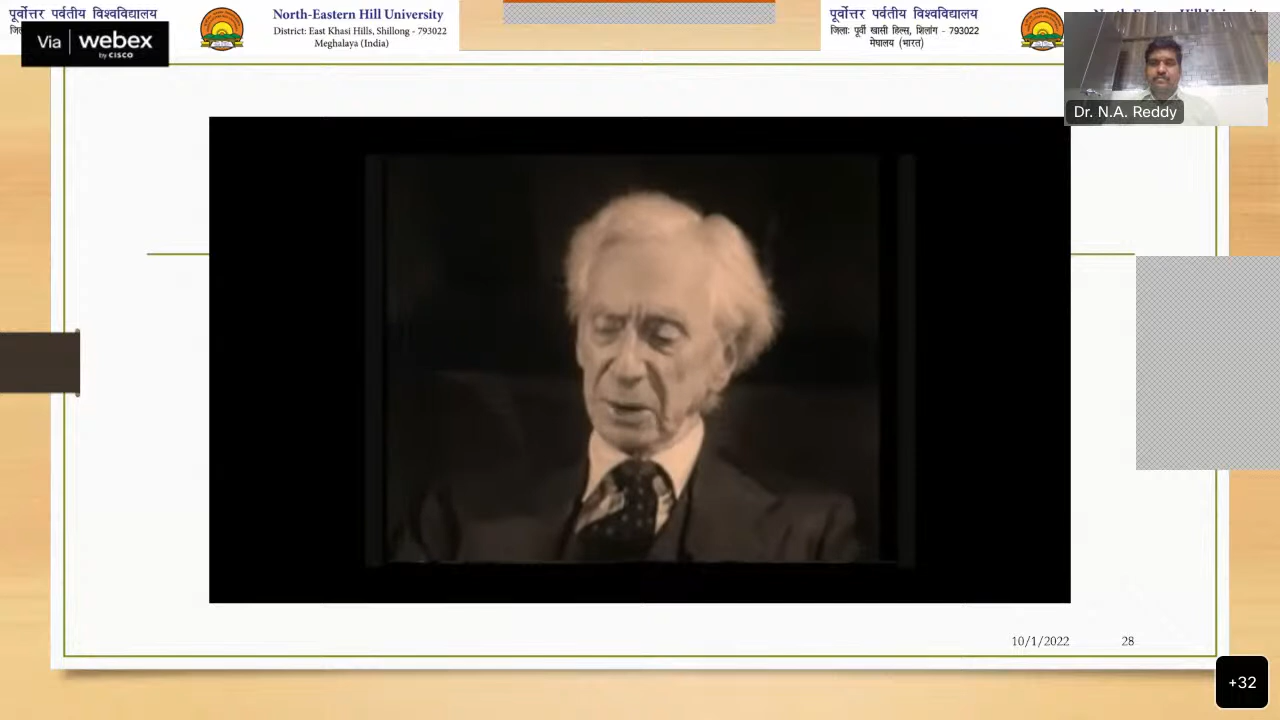 पूर्वोत्तर पर्वतीय विश्वविद्यालय
Via webex
by CISCO
North-Eastern Hill University
District: East Khasi Hills, Shillong - 793022
Meghalaya (India)
पूर्वोत्तर पर्वतीय विश्वविद्यालय
जिला: पूर्वी खासी हिल्स, शिलांग - 793022
मेघालय (भारत)
Dr. N.A. Reddy
10/1/2022 28
+32